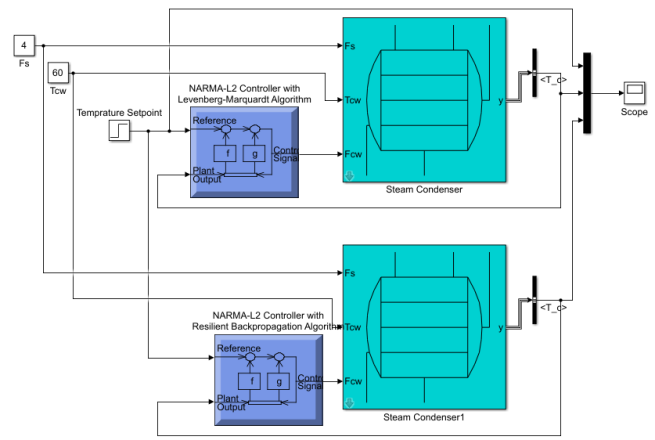 4
Fs
60
Tcw
Temprature Setpoint
NARMA-L2 Controller with
Levenberg-Marquardt Algorithm
Reference
f
g
Plant
Output
Contr
Signa
Fs
Tcw
Fcw
y
Steam Condenser
<T_c>
Scope
NARMA-L2 Controller with
Resilient Backpropagation Algorithm
Reference
f
g
Plant
Output
Contr
Signa
Fs
Tcw
Fcw
y
Steam Condenser1
<T_c>